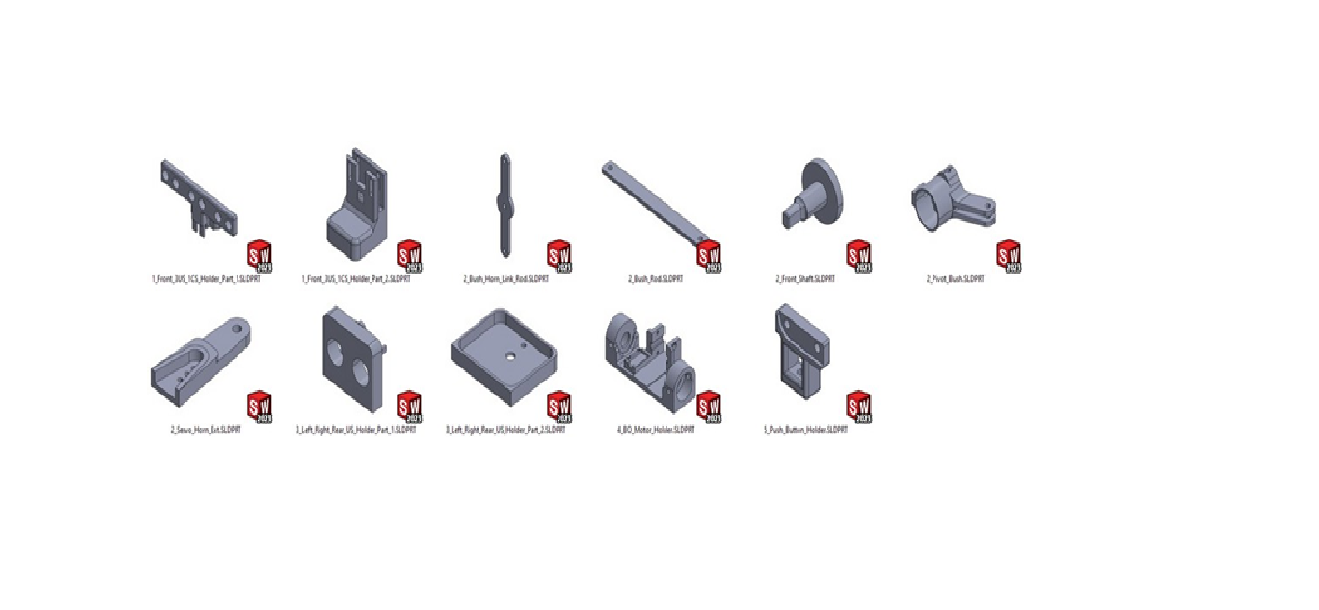 1_Front_3US_1CS_Holder_Part_1.SLDPRT
1_Front_3US_1CS_Holder_Part_2.SLDPRT
2_Bush_Horn_Link_Rod.SLDPRT
2_Bush_Rod.SLDPRT
2_Front_Shaft.SLDPRT
2_Pivot_Bush.SLDPRT
SW 2021
SW 2021
SW 2021
SW 2021
SW 2021
SW 2021
2_Servo_Horn_Ext.SLDPRT
3_Left_Right_Rear_US_Holder_Part_1.SLDPRT
3_Left_Right_Rear_US_Holder_Part_2.SLDPRT
4_BO_Motor_Holder.SLDPRT
5_Push_Button_Holder.SLDPRT
SW 2021
SW 2021
SW 2021
SW 2021
SW 2021